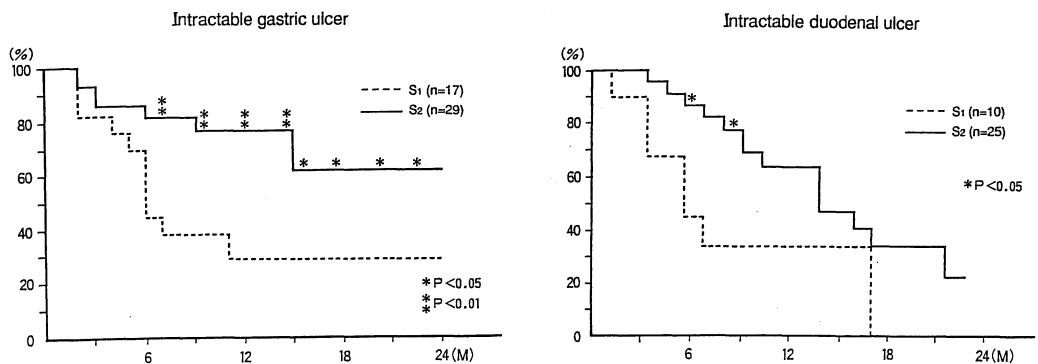 Intractable gastric ulcer
(%)
100
80
60
40
20
0
6
12
18
24 (M)
S1 (n=17)
S2 (n=29)
**
**
**
**
*
*
*
*
*P<0.05
**P<0.01
Intractable duodenal ulcer
(%)
100
80
60
40
20
0
6
12
18
24 (M)
S1 (n=10)
S2 (n=25)
*
*
*P<0.05